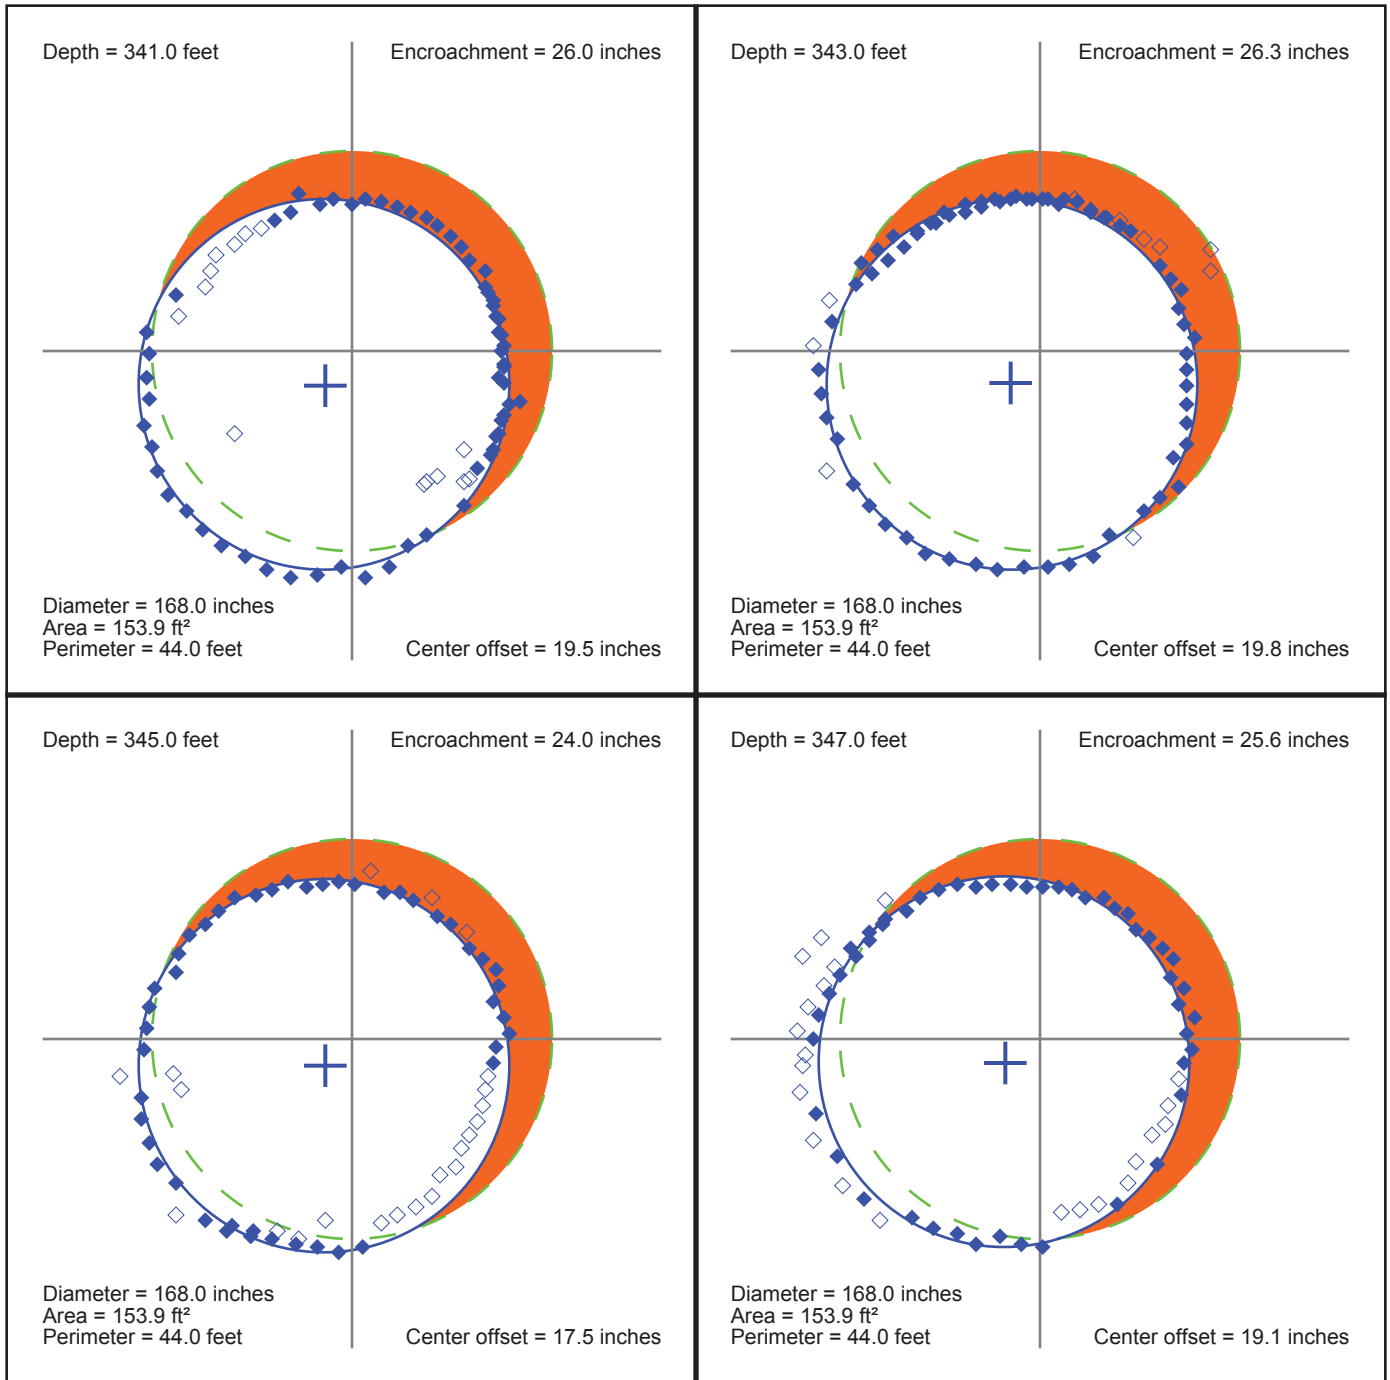 Depth = 341.0 feet
Encroachment = 26.0 inches
Diameter = 168.0 inches
Area = 153.9 ft²
Perimeter = 44.0 feet
Center offset = 19.5 inches
Depth = 343.0 feet
Encroachment = 26.3 inches
Diameter = 168.0 inches
Area = 153.9 ft²
Perimeter = 44.0 feet
Center offset = 19.8 inches
Depth = 345.0 feet
Encroachment = 24.0 inches
Diameter = 168.0 inches
Area = 153.9 ft²
Perimeter = 44.0 feet
Center offset = 17.5 inches
Depth = 347.0 feet
Encroachment = 25.6 inches
Diameter = 168.0 inches
Area = 153.9 ft²
Perimeter = 44.0 feet
Center offset = 19.1 inches